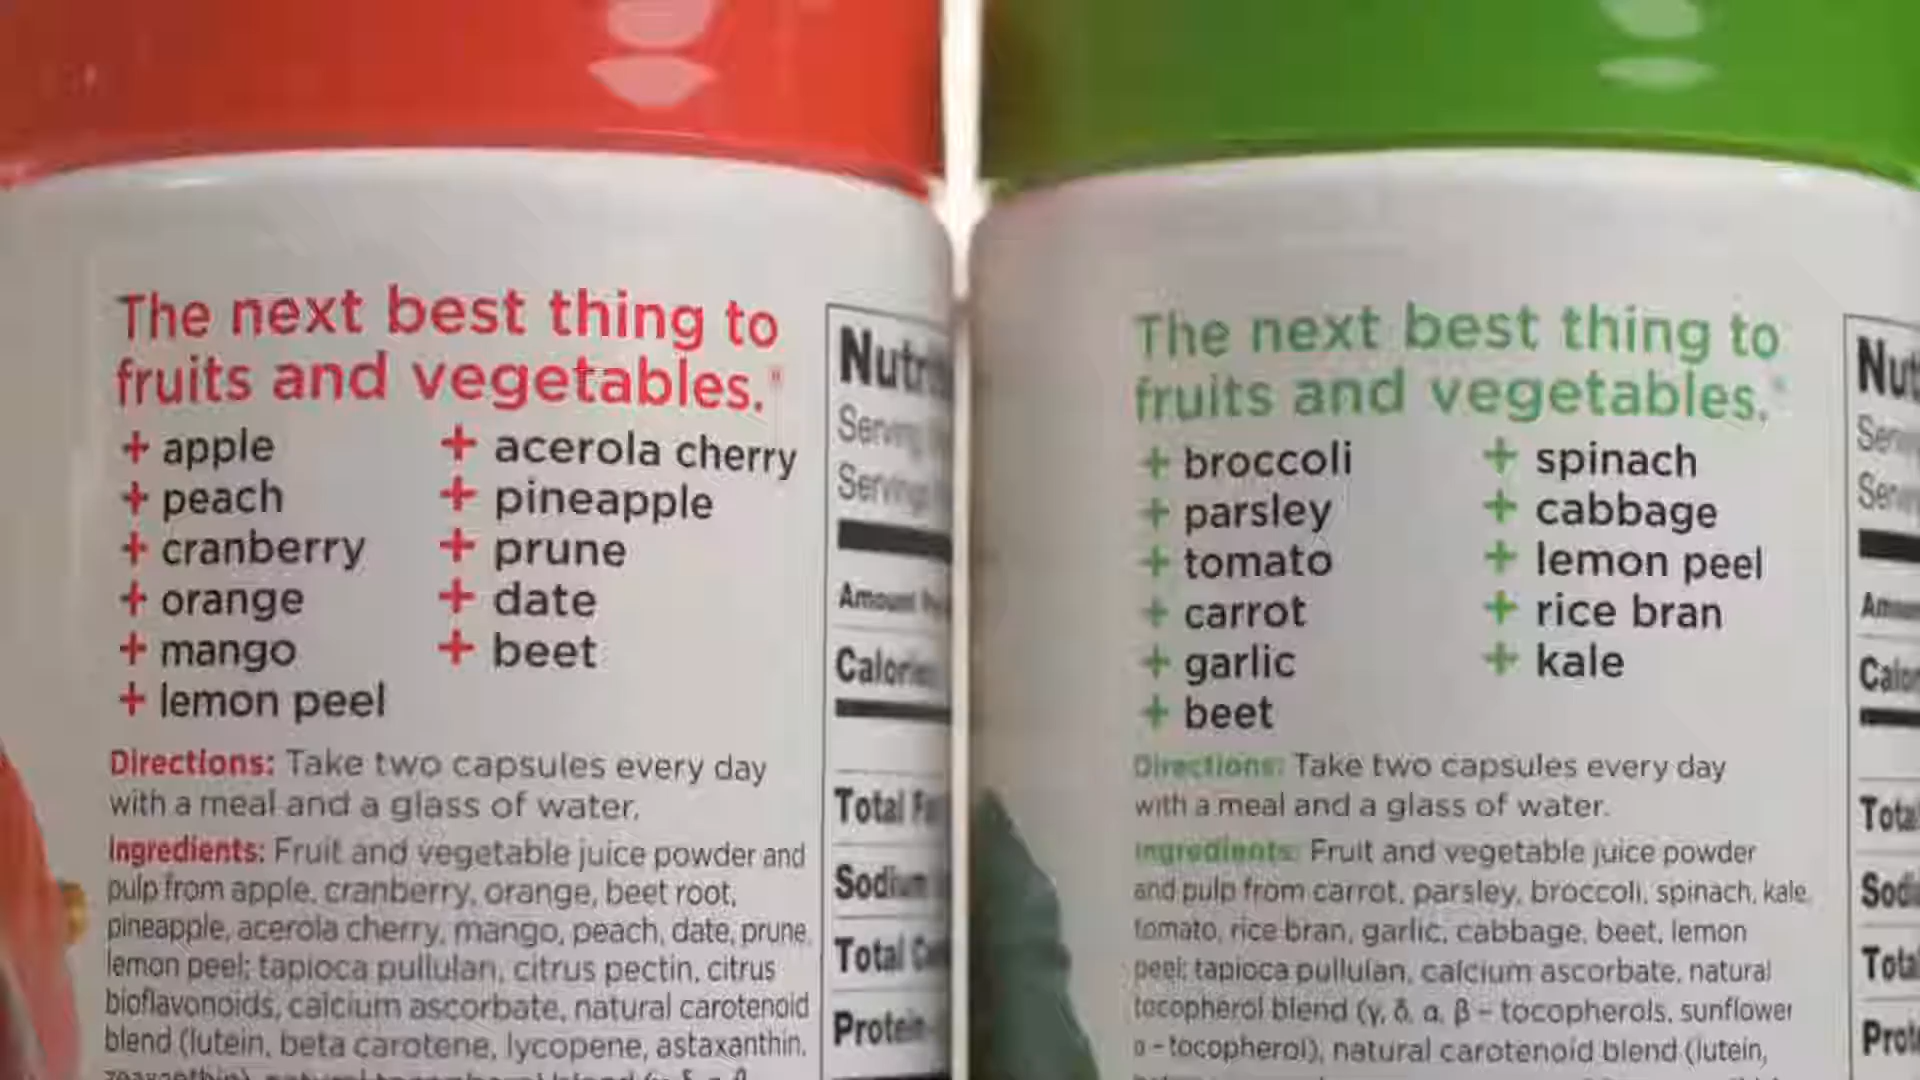 The next best thing to
fruits and vegetables.*
+ apple
+ peach
+ cranberry
+ orange
+ mango
+ lemon peel
+ acerola cherry
+ pineapple
+ prune
+ date
+ beet
Directions: Take two capsules every day
with a meal and a glass of water.
Ingredients: Fruit and vegetable juice powder and
pulp from apple, cranberry, orange, beet root,
pineapple, acerola cherry, mango, peach, date, prune,
lemon peel; tapioca pullulan, citrus pectin, citrus
bioflavonoids, calcium ascorbate, natural carotenoid
blend (lutein, beta carotene, lycopene, astaxanthin,
Serving
Servings
Amount
Calories
Total
Sodium
Total
Protein
The next best thing to
fruits and vegetables.*
+ broccoli
+ parsley
+ tomato
+ carrot
+ garlic
+ beet
+ spinach
+ cabbage
+ lemon peel
+ rice bran
+ kale
Directions: Take two capsules every day
with a meal and a glass of water.
Ingredients: Fruit and vegetable juice powder
and pulp from carrot, parsley, broccoli, spinach, kale,
tomato, rice bran, garlic, cabbage, beet, lemon
peel; tapioca pullulan, calcium ascorbate, natural
tocopherol blend (γ, δ, α, β – tocopherols, sunflower
α – tocopherol), natural carotenoid blend (lutein,
Total